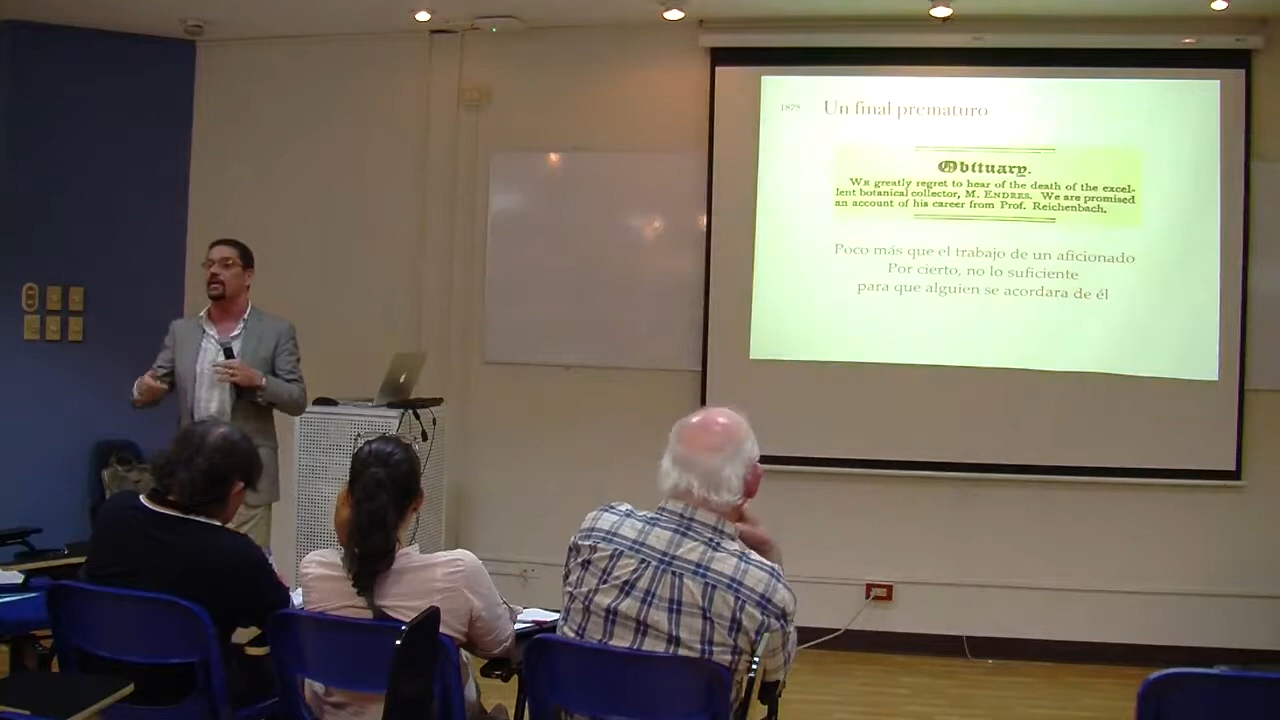 1875 Un final prematuro
Obituary.
WE greatly regret to hear of the death of the excel-
lent botanical collector, M. ENDRES. We are promised
an account of his career from Prof. Reichenbach.
Poco más que el trabajo de un aficionado
Por cierto, no lo suficiente
para que alguien se acordara de él